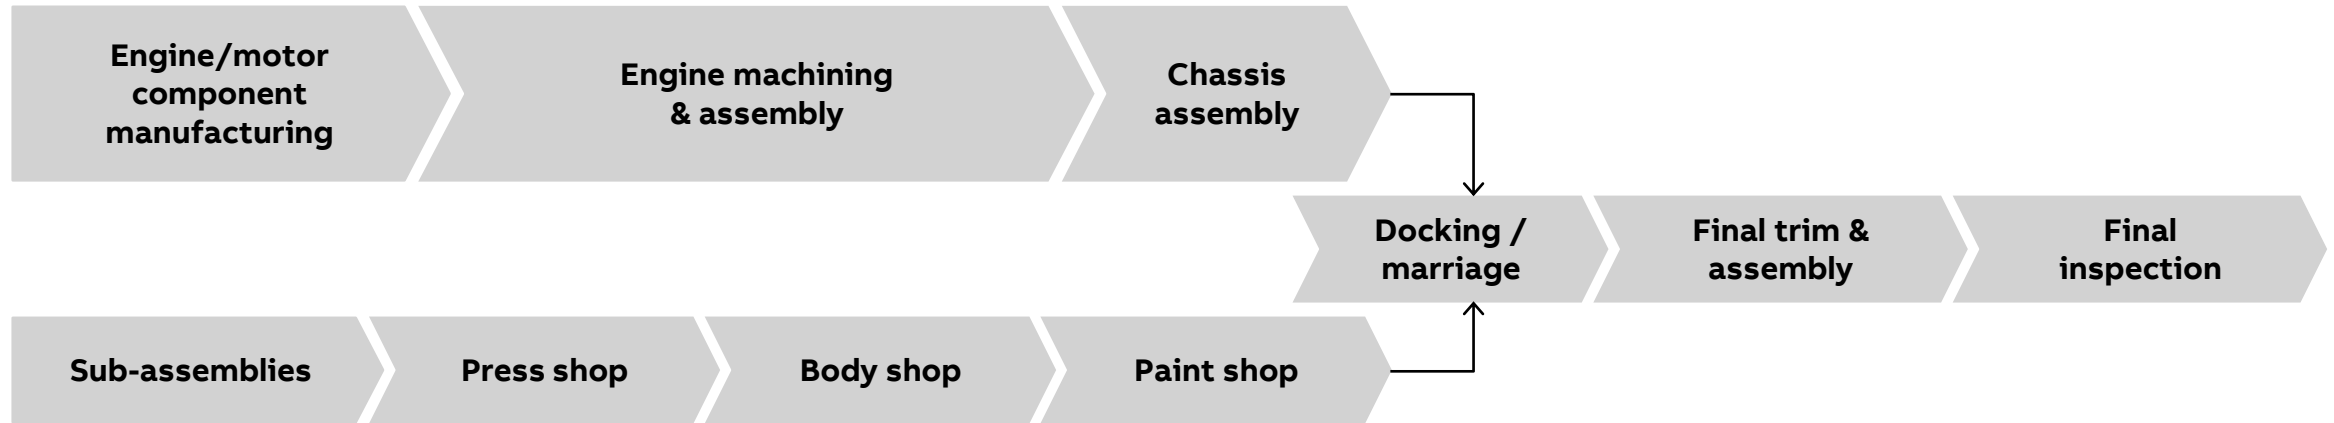 Engine/motor
component
manufacturing
Engine machining
& assembly
Chassis
assembly
Docking /
marriage
Final trim &
assembly
Final
inspection
Sub-assemblies
Press shop
Body shop
Paint shop